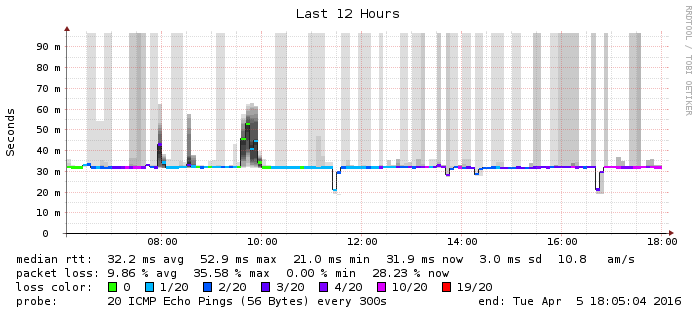 Last 12 Hours
RRDTOOL / TOBI OETIKER
Seconds
90 m
80 m
70 m
60 m
50 m
40 m
30 m
20 m
10 m
0
08:00 10:00 12:00 14:00 16:00 18:00
median rtt: 32.2 ms avg 52.9 ms max 21.0 ms min 31.9 ms now 3.0 ms sd 10.8 am/s
packet loss: 9.86 % avg 35.58 % max 0.00 % min 28.23 % now
loss color: 0 1/20 2/20 3/20 4/20 10/20 19/20
probe: 20 ICMP Echo Pings (56 Bytes) every 300s end: Tue Apr 5 18:05:04 2016